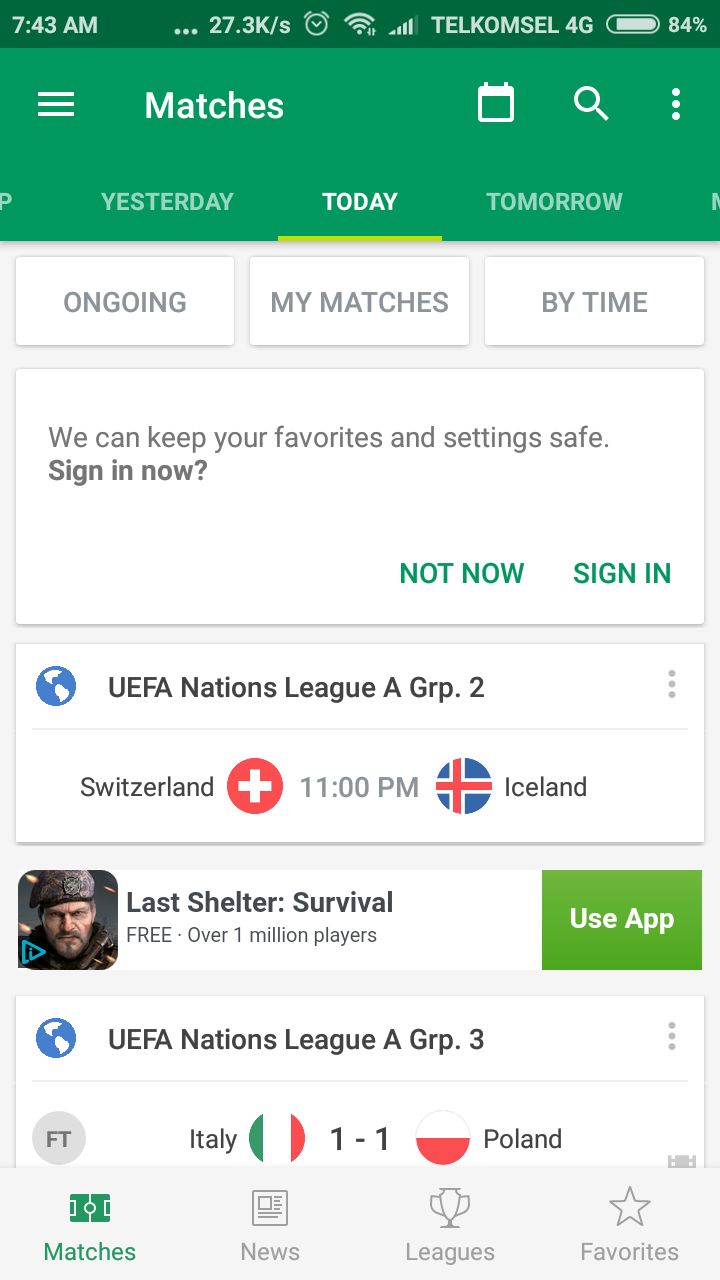 7:43 AM ... 27.3K/s TELKOMSEL 4G 84%
Matches
P YESTERDAY TODAY TOMORROW M
ONGOING MY MATCHES BY TIME
We can keep your favorites and settings safe.
Sign in now?
NOT NOW SIGN IN
UEFA Nations League A Grp. 2
Switzerland 11:00 PM Iceland
Last Shelter: Survival
FREE · Over 1 million players
Use App
UEFA Nations League A Grp. 3
FT Italy 1 - 1 Poland
Matches News Leagues Favorites